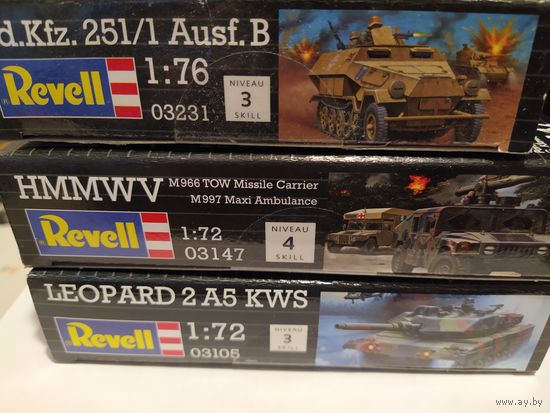 d.Kfz. 251/1 Ausf.B
Revell
1:76
03231
NIVEAU
3
SKILL
HMMWV
M966 TOW Missile Carrier
M997 Maxi Ambulance
Revell
1:72
03147
NIVEAU
4
SKILL
LEOPARD 2 A5 KWS
Revell
1:72
03105
NIVEAU
3
SKILL
© www.ay.by